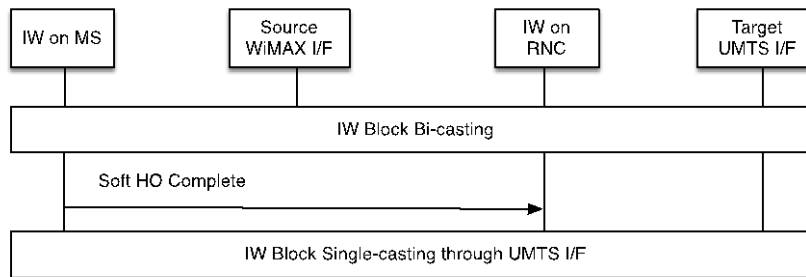 IW on MS
Source
WiMAX I/F
IW on
RNC
Target
UMTS I/F
IW Block Bi-casting
Soft HO Complete
IW Block Single-casting through UMTS I/F